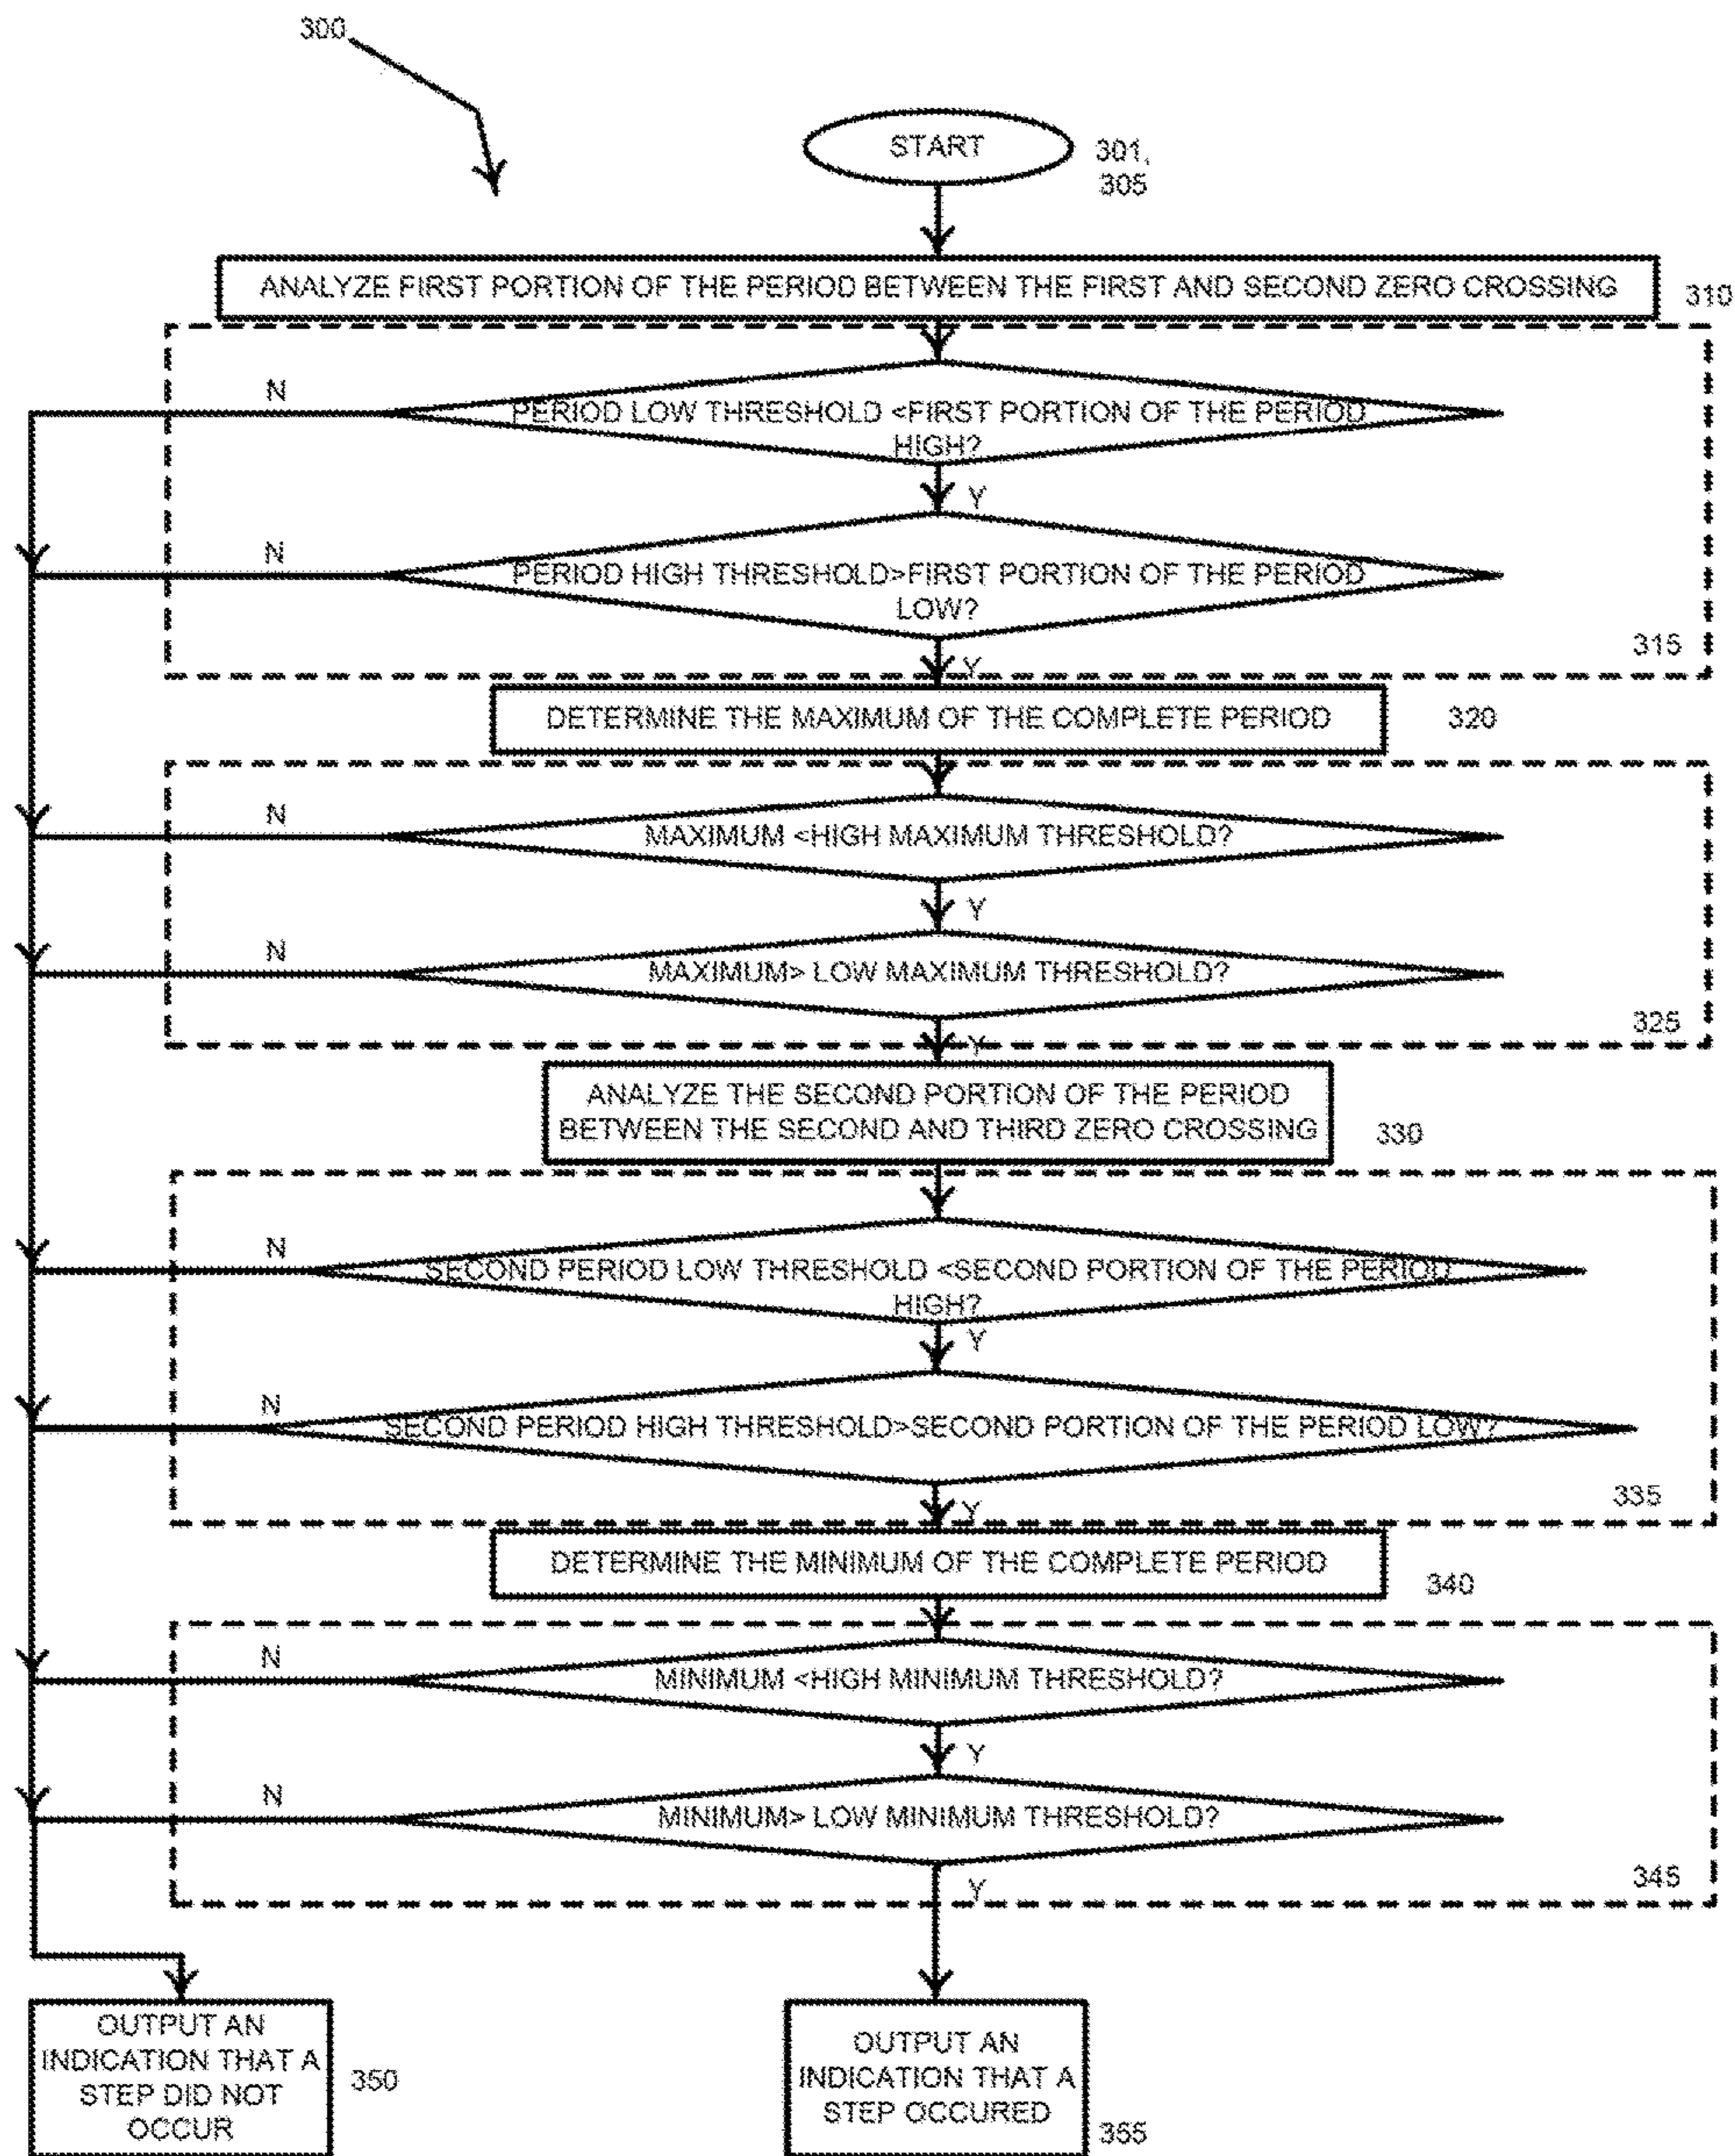 300
START
301,
305
ANALYZE FIRST PORTION OF THE PERIOD BETWEEN THE FIRST AND SECOND ZERO CROSSING
310
N
PERIOD LOW THRESHOLD <FIRST PORTION OF THE PERIOD
HIGH?
Y
N
PERIOD HIGH THRESHOLD>FIRST PORTION OF THE PERIOD
LOW?
315
Y
DETERMINE THE MAXIMUM OF THE COMPLETE PERIOD
320
N
MAXIMUM <HIGH MAXIMUM THRESHOLD?
Y
N
MAXIMUM> LOW MAXIMUM THRESHOLD?
325
Y
ANALYZE THE SECOND PORTION OF THE PERIOD
BETWEEN THE SECOND AND THIRD ZERO CROSSING
330
N
SECOND PERIOD LOW THRESHOLD <SECOND PORTION OF THE PERIOD
HIGH?
Y
N
SECOND PERIOD HIGH THRESHOLD>SECOND PORTION OF THE PERIOD LOW?
335
Y
DETERMINE THE MINIMUM OF THE COMPLETE PERIOD
340
N
MINIMUM <HIGH MINIMUM THRESHOLD?
Y
N
MINIMUM> LOW MINIMUM THRESHOLD?
345
Y
OUTPUT AN
INDICATION THAT A
STEP DID NOT
OCCUR
350
OUTPUT AN
INDICATION THAT A
STEP OCCURED
355